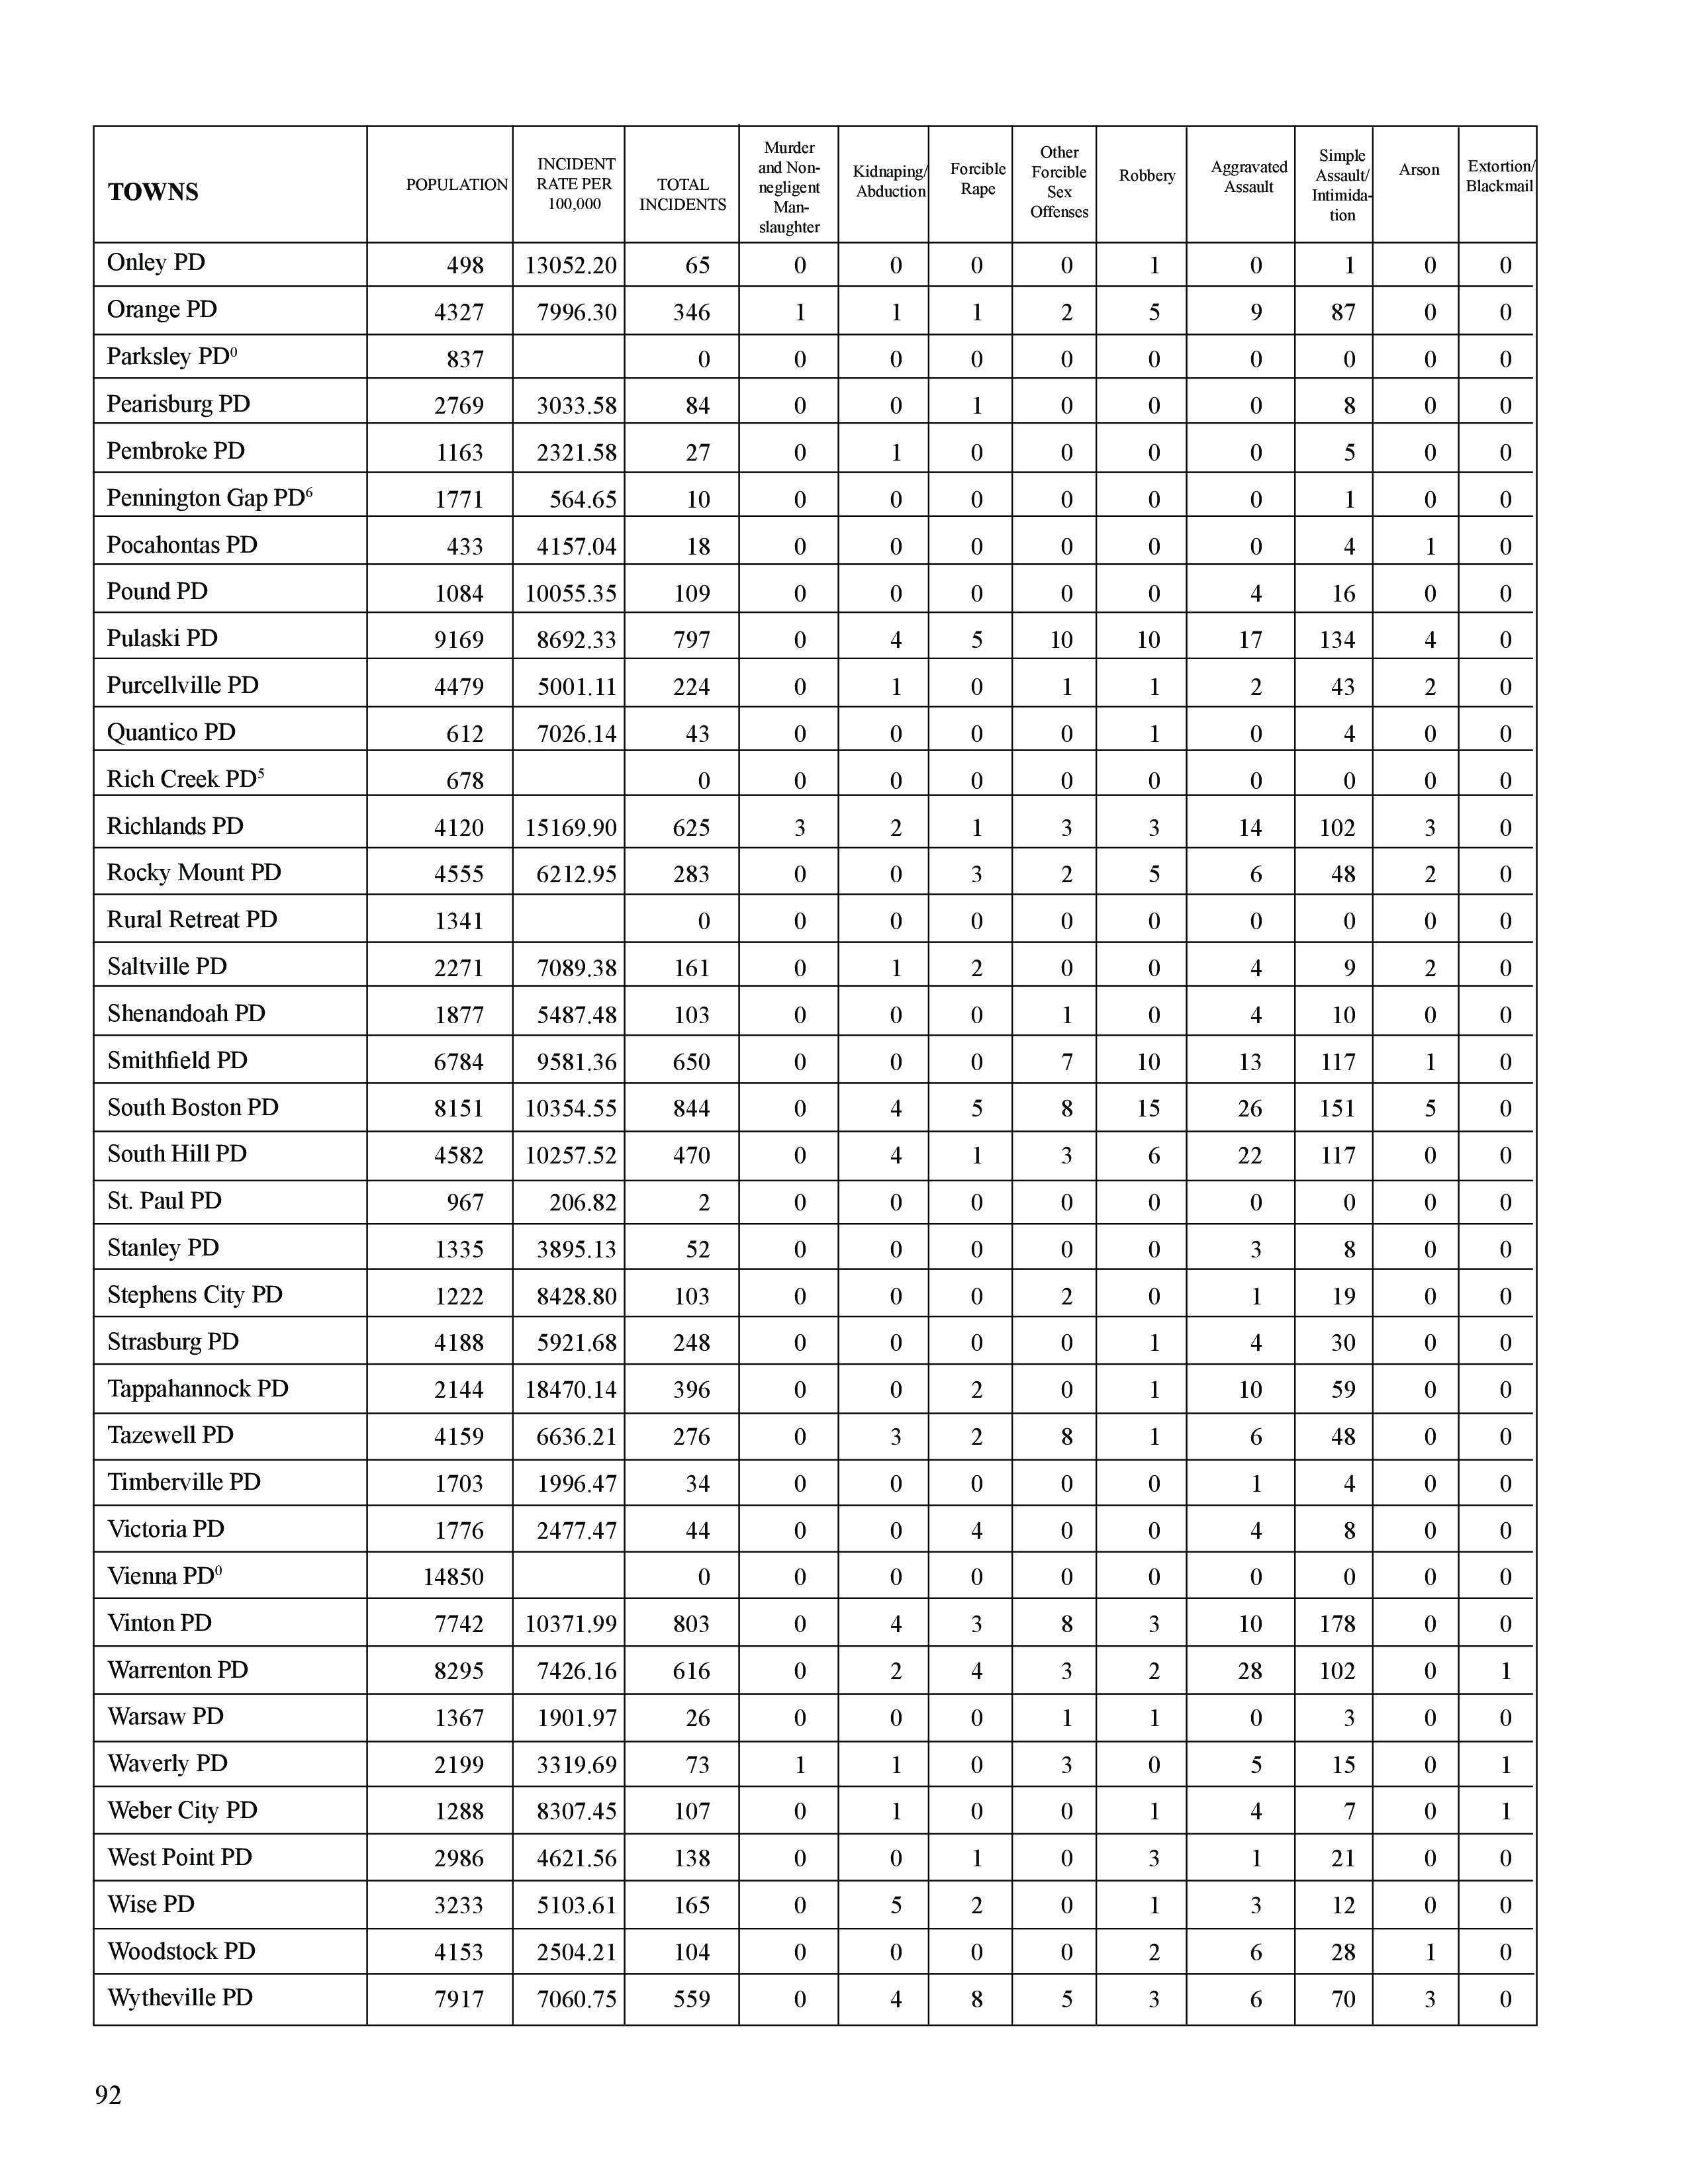 TOWNS POPULATION INCIDENT RATE PER 100,000 TOTAL INCIDENTS Murder and Non-negligent Man-slaughter Kidnaping/ Abduction Forcible Rape Other Forcible Sex Offenses Robbery Aggravated Assault Simple Assault/ Intimida-tion Arson Extortion/ Blackmail
Onley PD 498 13052.20 65 0 0 0 0 1 0 1 0 0
Orange PD 4327 7996.30 346 1 1 1 2 5 9 87 0 0
Parksley PD⁰ 837 0 0 0 0 0 0 0 0 0 0
Pearisburg PD 2769 3033.58 84 0 0 1 0 0 0 8 0 0
Pembroke PD 1163 2321.58 27 0 1 0 0 0 0 5 0 0
Pennington Gap PD⁶ 1771 564.65 10 0 0 0 0 0 0 1 0 0
Pocahontas PD 433 4157.04 18 0 0 0 0 0 0 4 1 0
Pound PD 1084 10055.35 109 0 0 0 0 0 4 16 0 0
Pulaski PD 9169 8692.33 797 0 4 5 10 10 17 134 4 0
Purcellville PD 4479 5001.11 224 0 1 0 1 1 2 43 2 0
Quantico PD 612 7026.14 43 0 0 0 0 1 0 4 0 0
Rich Creek PD⁵ 678 0 0 0 0 0 0 0 0 0 0
Richlands PD 4120 15169.90 625 3 2 1 3 3 14 102 3 0
Rocky Mount PD 4555 6212.95 283 0 0 3 2 5 6 48 2 0
Rural Retreat PD 1341 0 0 0 0 0 0 0 0 0 0
Saltville PD 2271 7089.38 161 0 1 2 0 0 4 9 2 0
Shenandoah PD 1877 5487.48 103 0 0 0 1 0 4 10 0 0
Smithfield PD 6784 9581.36 650 0 0 0 7 10 13 117 1 0
South Boston PD 8151 10354.55 844 0 4 5 8 15 26 151 5 0
South Hill PD 4582 10257.52 470 0 4 1 3 6 22 117 0 0
St. Paul PD 967 206.82 2 0 0 0 0 0 0 0 0 0
Stanley PD 1335 3895.13 52 0 0 0 0 0 3 8 0 0
Stephens City PD 1222 8428.80 103 0 0 0 2 0 1 19 0 0
Strasburg PD 4188 5921.68 248 0 0 0 0 1 4 30 0 0
Tappahannock PD 2144 18470.14 396 0 0 2 0 1 10 59 0 0
Tazewell PD 4159 6636.21 276 0 3 2 8 1 6 48 0 0
Timberville PD 1703 1996.47 34 0 0 0 0 0 1 4 0 0
Victoria PD 1776 2477.47 44 0 0 4 0 0 4 8 0 0
Vienna PD⁰ 14850 0 0 0 0 0 0 0 0 0 0
Vinton PD 7742 10371.99 803 0 4 3 8 3 10 178 0 0
Warrenton PD 8295 7426.16 616 0 2 4 3 2 28 102 0 1
Warsaw PD 1367 1901.97 26 0 0 0 1 1 0 3 0 0
Waverly PD 2199 3319.69 73 1 1 0 3 0 5 15 0 1
Weber City PD 1288 8307.45 107 0 1 0 0 1 4 7 0 1
West Point PD 2986 4621.56 138 0 0 1 0 3 1 21 0 0
Wise PD 3233 5103.61 165 0 5 2 0 1 3 12 0 0
Woodstock PD 4153 2504.21 104 0 0 0 0 2 6 28 1 0
Wytheville PD 7917 7060.75 559 0 4 8 5 3 6 70 3 0
92